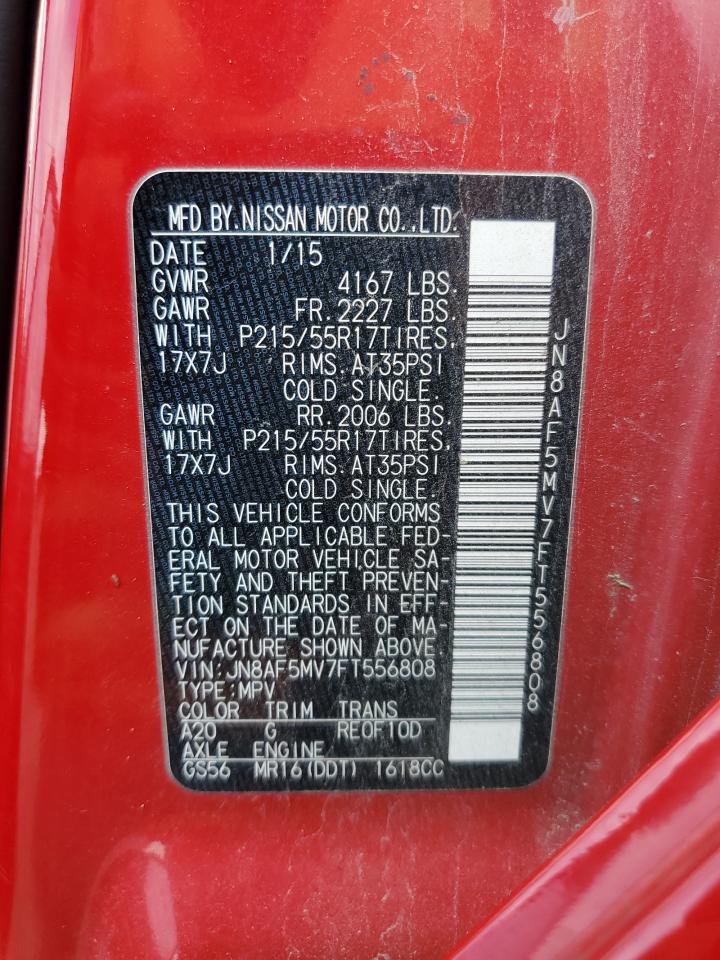 MFD BY.NISSAN MOTOR CO.,LTD.
DATE 1/15
GVWR 4167 LBS.
GAWR FR.2227 LBS.
WITH P215/55R17TIRES,
17X7J RIMS.AT35PSI
COLD SINGLE.
GAWR RR.2006 LBS.
WITH P215/55R17TIRES,
17X7J RIMS.AT35PSI
COLD SINGLE.
THIS VEHICLE CONFORMS
TO ALL APPLICABLE FED-
ERAL MOTOR VEHICLE SA-
FETY AND THEFT PREVEN-
TION STANDARDS IN EFF-
ECT ON THE DATE OF MA-
NUFACTURE SHOWN ABOVE.
VIN:JN8AF5MV7FT556808
TYPE:MPV
COLOR TRIM TRANS
A20 G RE0F10D
AXLE ENGINE
GS56 MR16(DDT) 1618CC
JN8AF5MV7FT556808